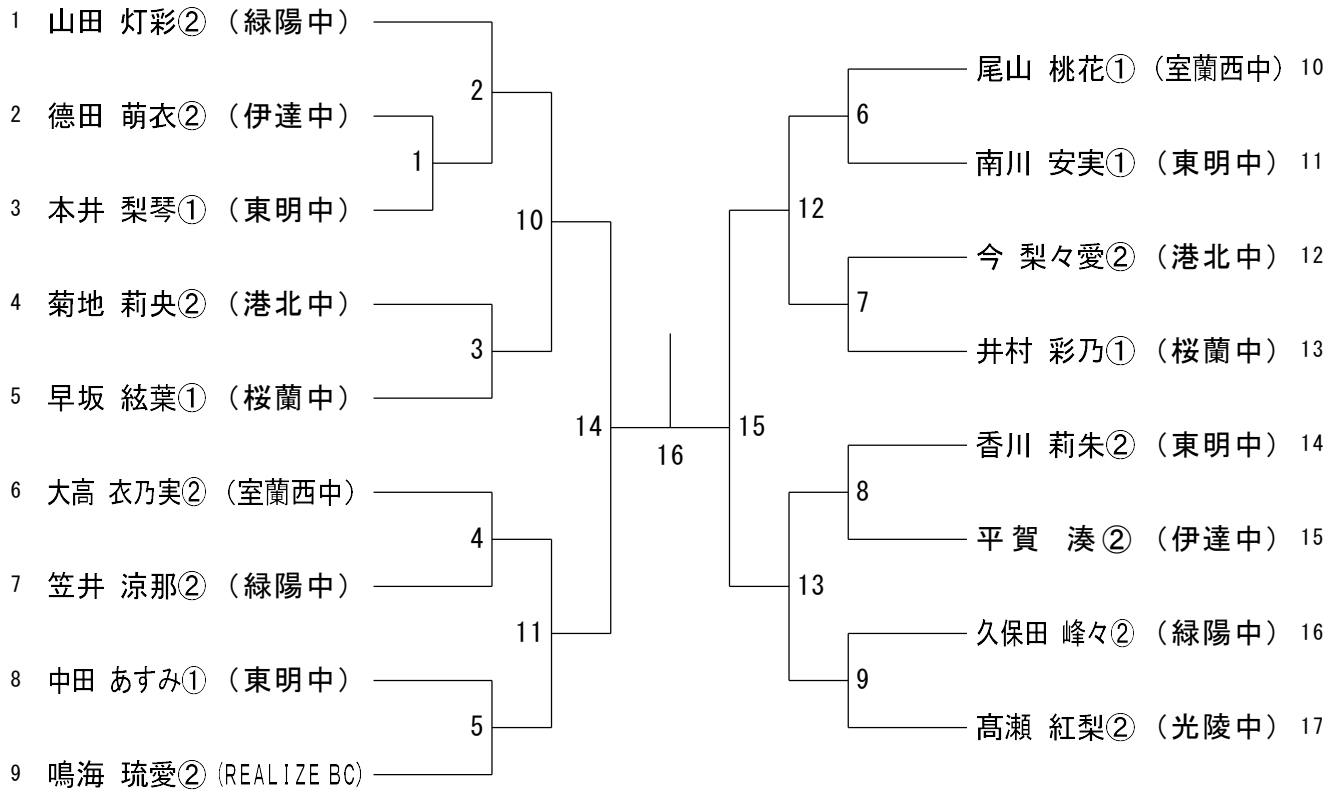 1 山田 灯彩② （緑陽中）
2 徳田 萌衣② （伊達中）
3 本井 梨琴① （東明中）
4 菊地 莉央② （港北中）
5 早坂 絃葉① （桜蘭中）
6 大高 衣乃実② （室蘭西中）
7 笠井 涼那② （緑陽中）
8 中田 あすみ① （東明中）
9 鳴海 琉愛② (REALIZE BC)
2
1
10
3
14
4
11
5
16
15
6
12
7
8
13
9
尾山 桃花① （室蘭西中） 10
南川 安実① （東明中） 11
今 梨々愛② （港北中） 12
井村 彩乃① （桜蘭中） 13
香川 莉朱② （東明中） 14
平賀 湊② （伊達中） 15
久保田 峰々② （緑陽中） 16
髙瀬 紅梨② （光陵中） 17